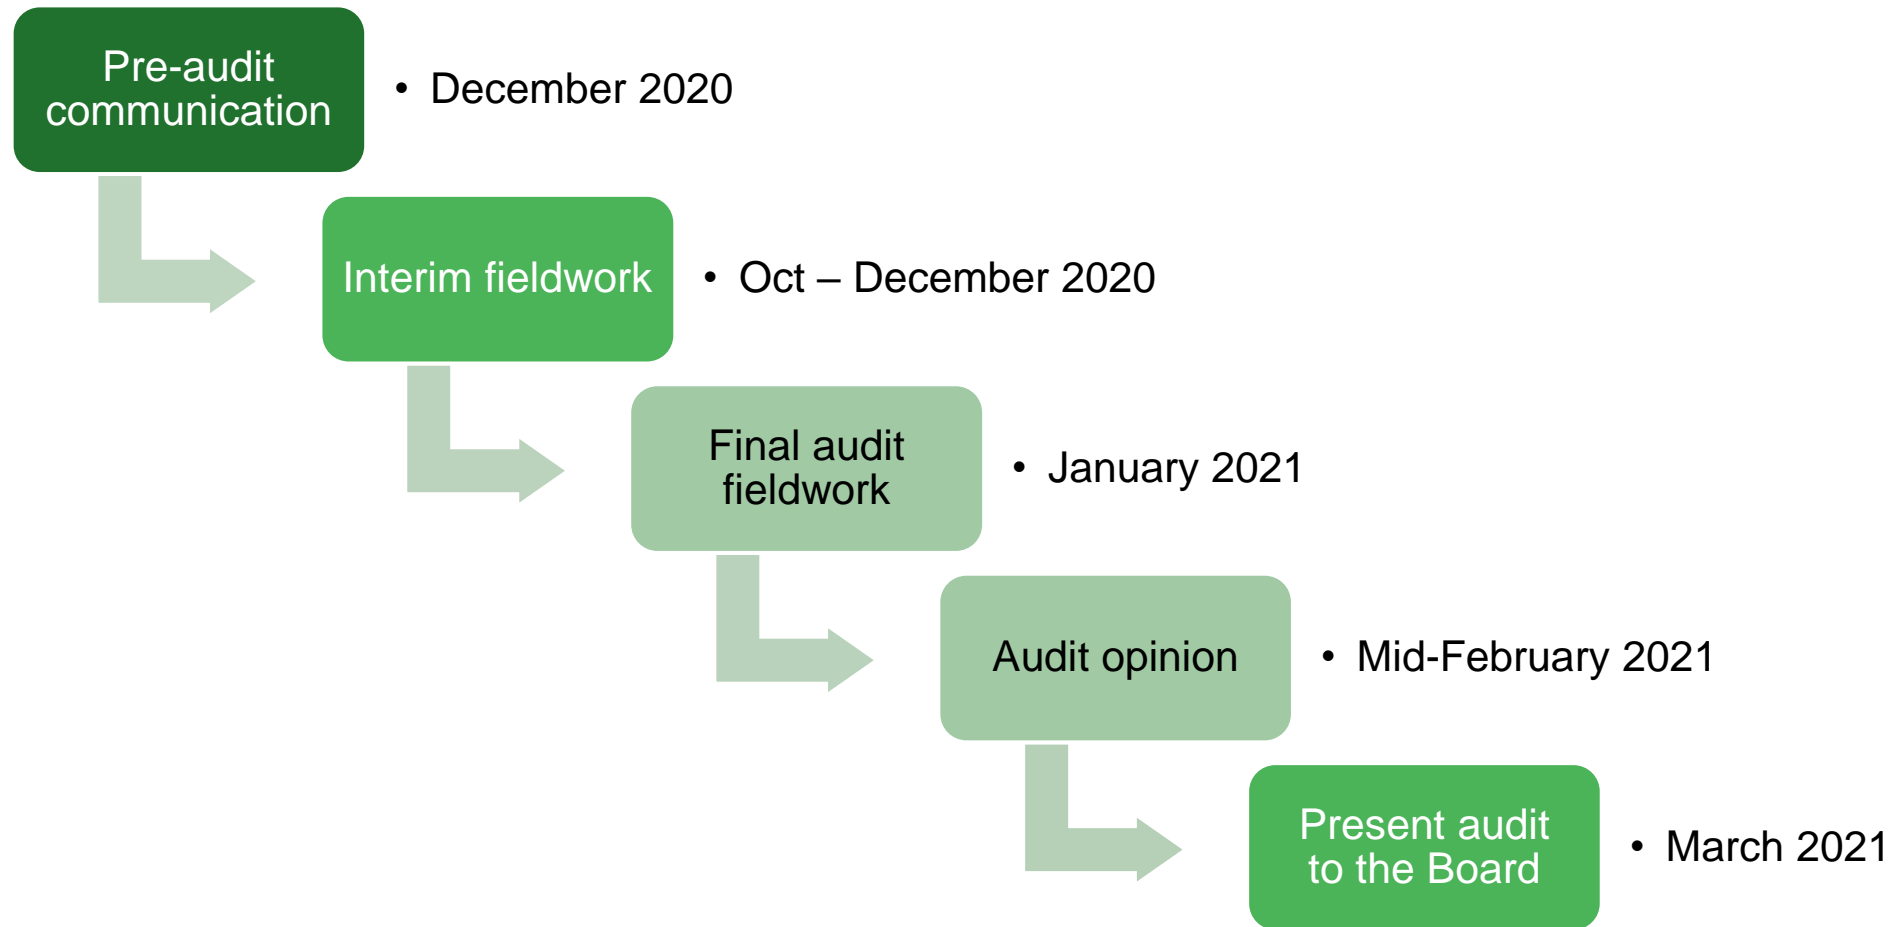 Pre-audit
communication
• December 2020
Interim fieldwork
• Oct – December 2020
Final audit
fieldwork
• January 2021
Audit opinion
• Mid-February 2021
Present audit
to the Board
• March 2021